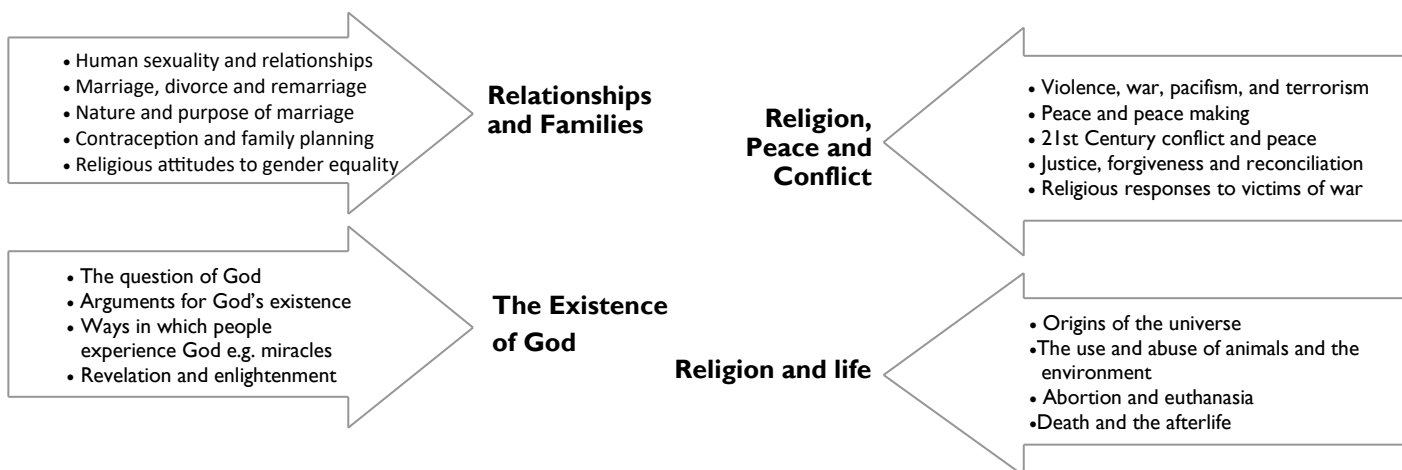 • Human sexuality and relationships
• Marriage, divorce and remarriage
• Nature and purpose of marriage
• Contraception and family planning
• Religious attitudes to gender equality
Relationships
and Families
• The question of God
• Arguments for God’s existence
• Ways in which people
experience God e.g. miracles
• Revelation and enlightenment
The Existence
of God
Religion,
Peace and
Conflict
• Violence, war, pacifism, and terrorism
• Peace and peace making
• 21st Century conflict and peace
• Justice, forgiveness and reconciliation
• Religious responses to victims of war
Religion and life
• Origins of the universe
•The use and abuse of animals and the
environment
• Abortion and euthanasia
•Death and the afterlife